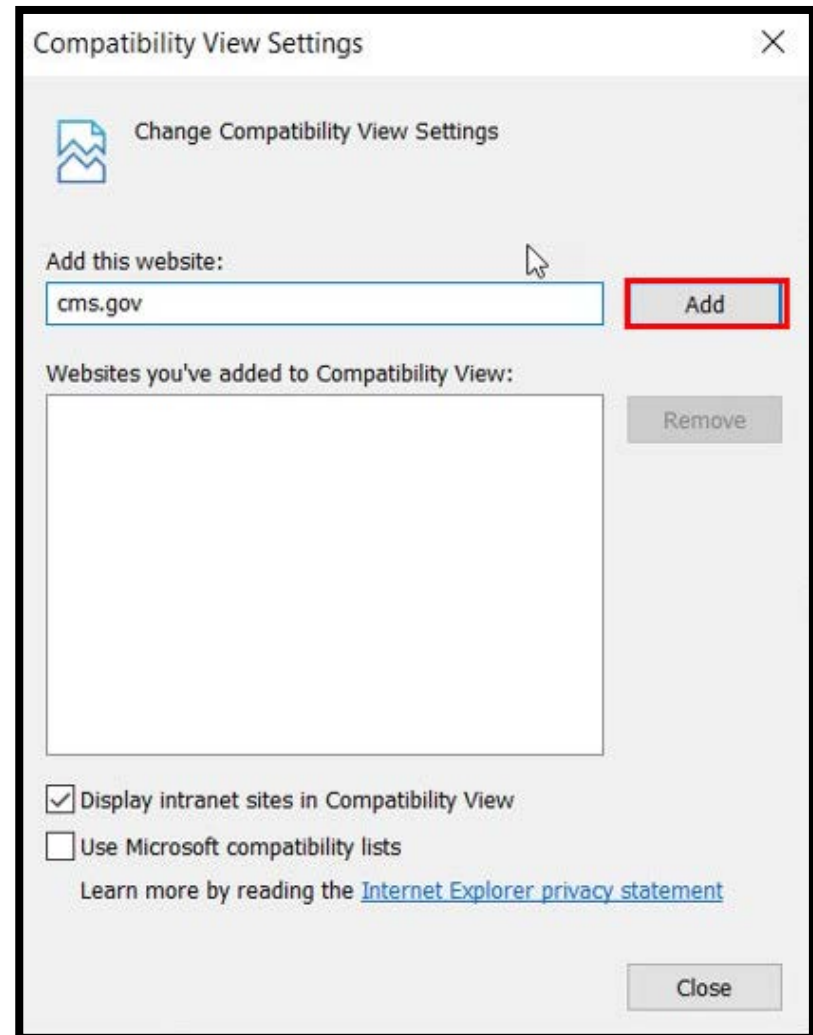 Compatibility View Settings
Change Compatibility View Settings
Add this website:
cms.gov
Add
Websites you've added to Compatibility View:
Remove
Display intranet sites in Compatibility View
Use Microsoft compatibility lists
Learn more by reading the Internet Explorer privacy statement
Close